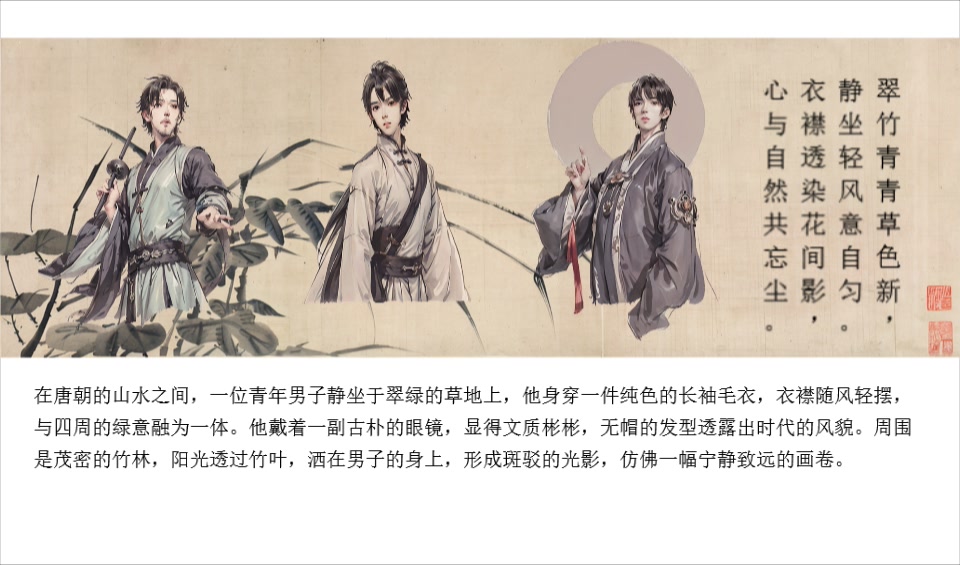 翠竹青青草色新，
静坐轻风意自匀。
衣襟透染花间影，
心与自然共忘尘。
在唐朝的山水之间，一位青年男子静坐于翠绿的草地上，他身穿一件纯色的长袖毛衣，衣襟随风轻摆，
与四周的绿意融为一体。他戴着一副古朴的眼镜，显得文质彬彬，无帽的发型透露出时代的风貌。周围
是茂密的竹林，阳光透过竹叶，洒在男子的身上，形成斑驳的光影，仿佛一幅宁静致远的画卷。